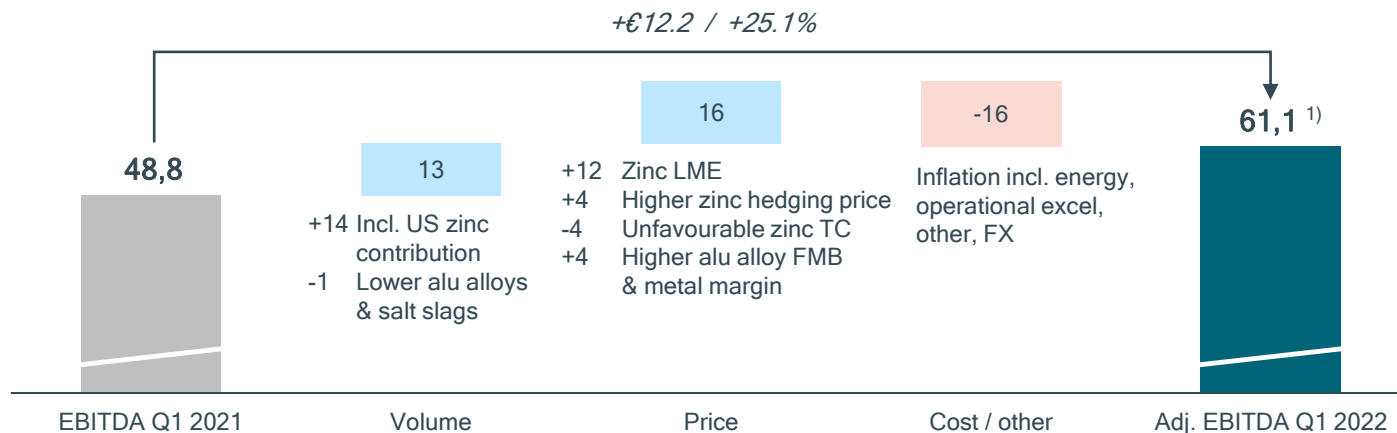 +€12.2 / +25.1%
48,8
13
+14 Incl. US zinc
contribution
-1 Lower alu alloys
& salt slags
16
+12 Zinc LME
+4 Higher zinc hedging price
-4 Unfavourable zinc TC
+4 Higher alu alloy FMB
& metal margin
-16
Inflation incl. energy,
operational excel,
other, FX
61,1 1)
EBITDA Q1 2021
Volume
Price
Cost / other
Adj. EBITDA Q1 2022